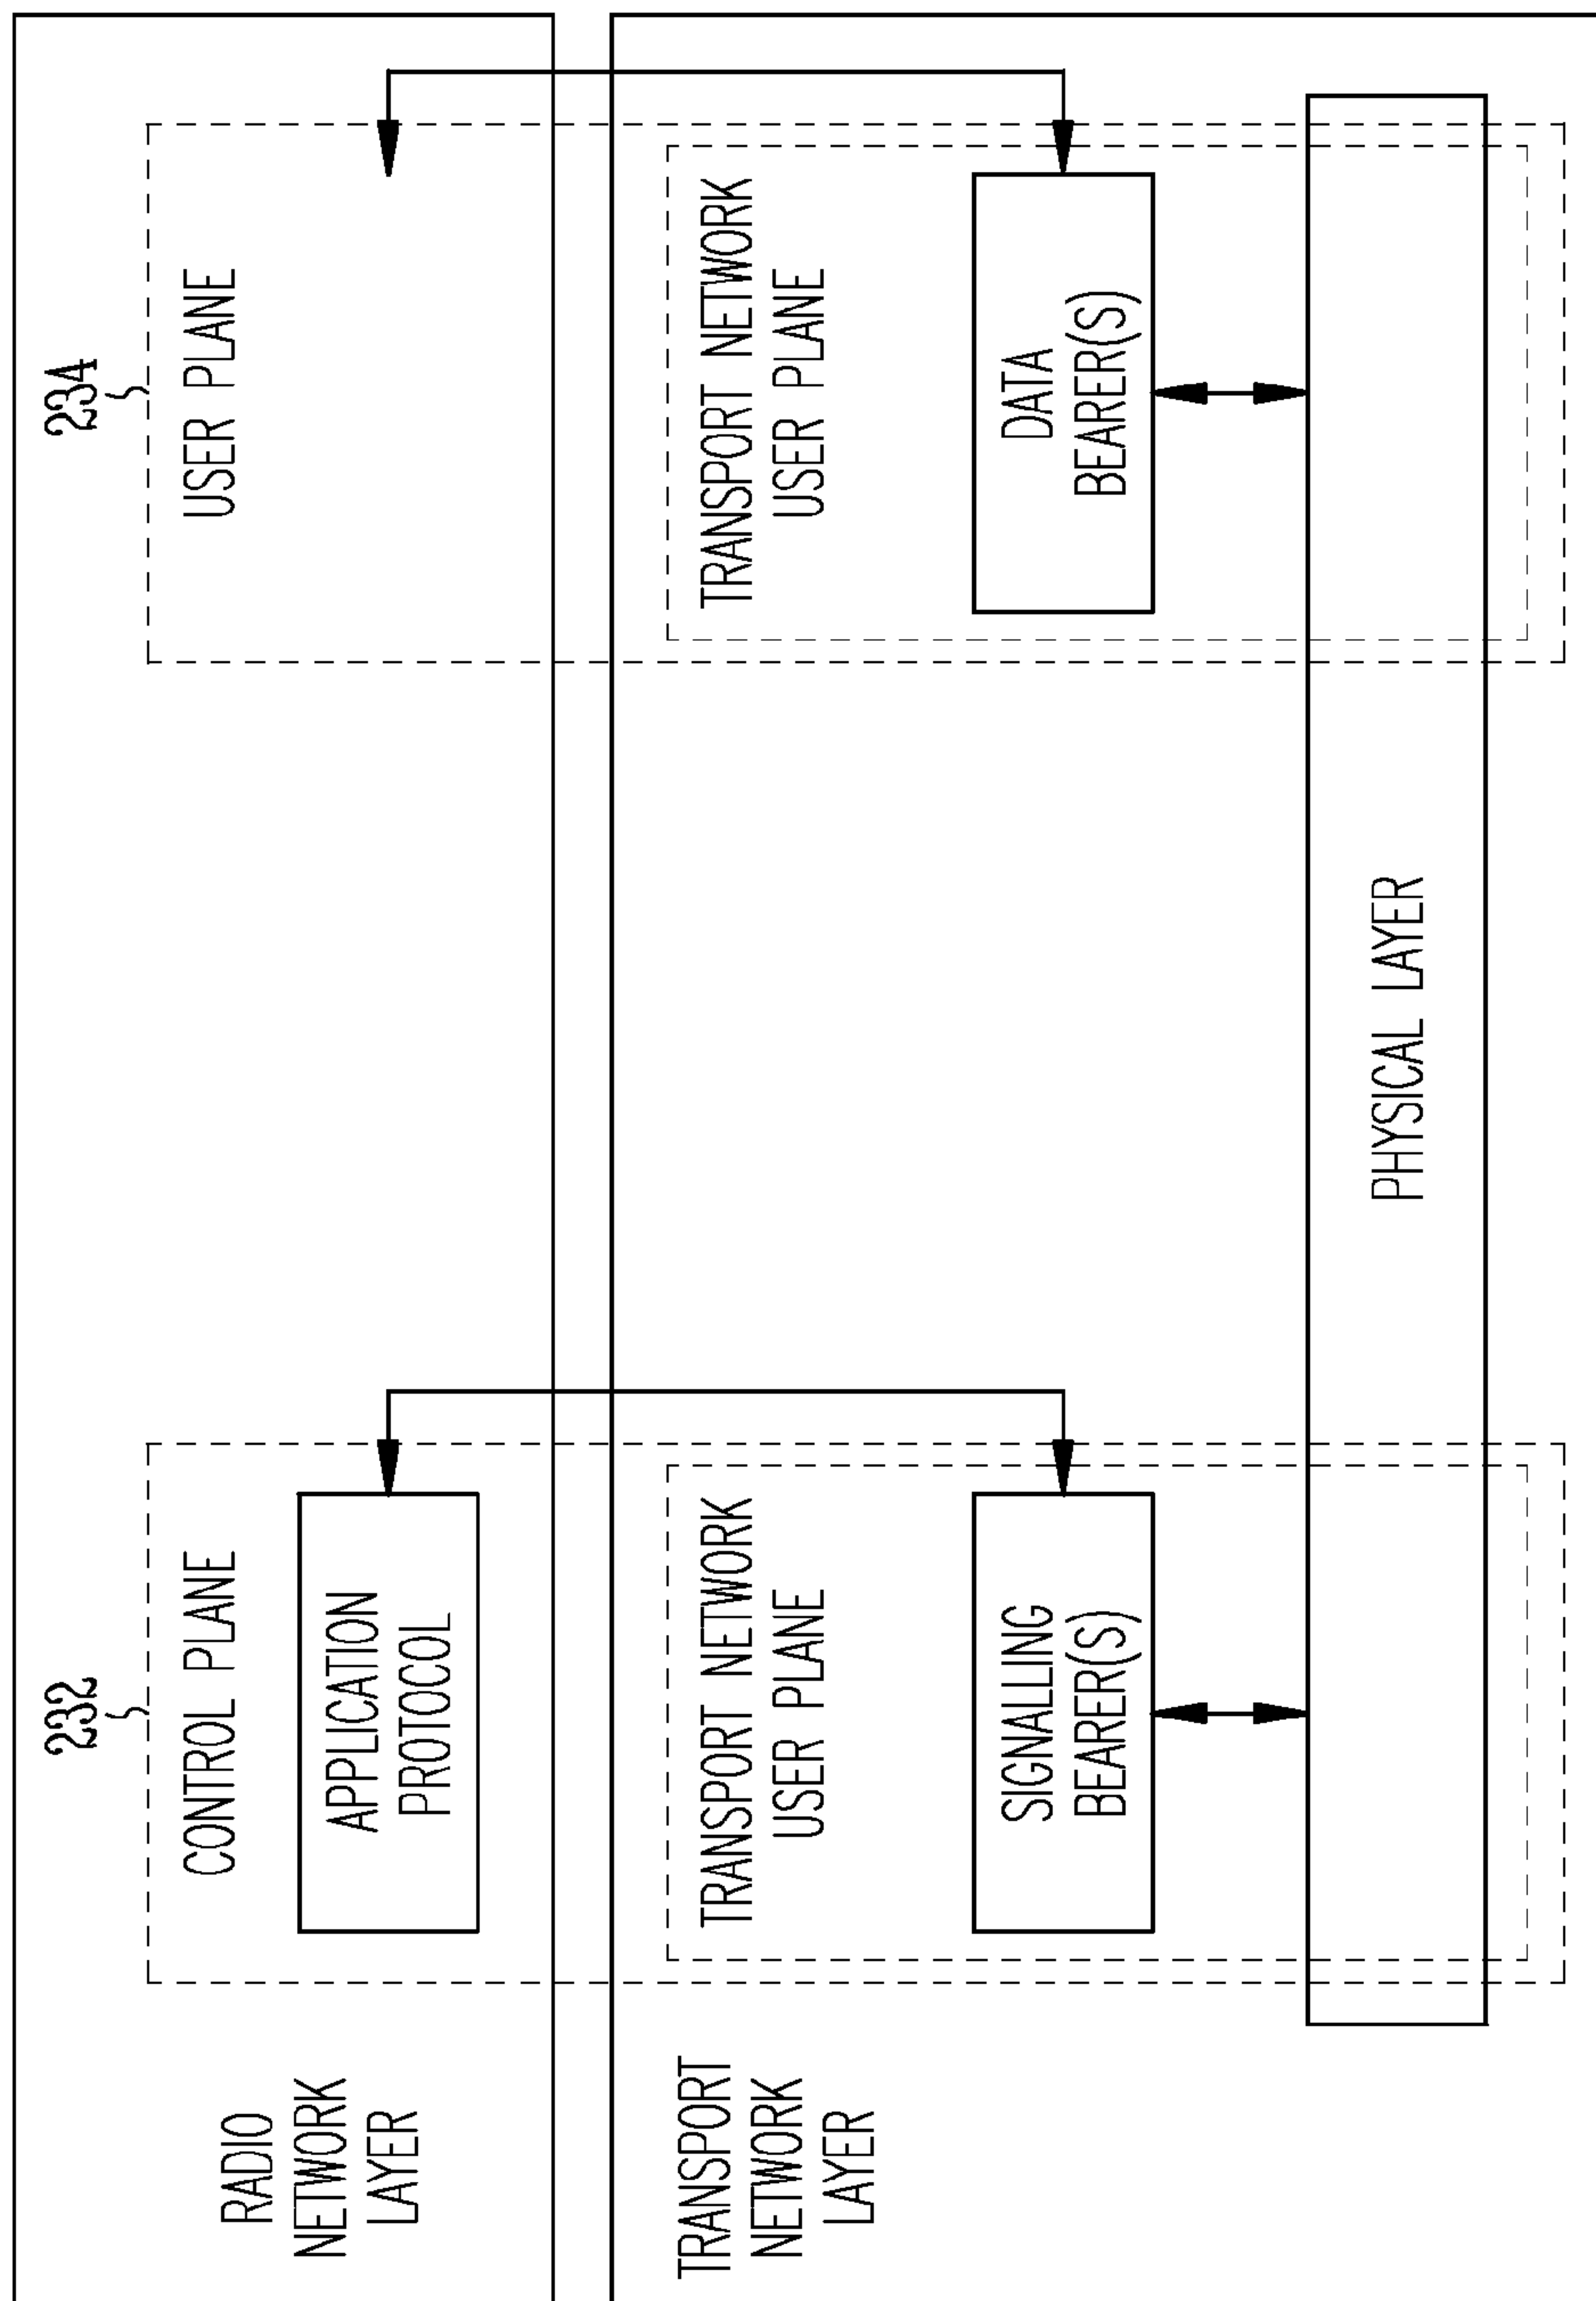 232
234
RADIO
NETWORK
LAYER
CONTROL PLANE
APPLICATION
PROTOCOL
USER PLANE
TRANSPORT
NETWORK
LAYER
TRANSPORT NETWORK
USER PLANE
SIGNALLING
BEARER(S)
TRANSPORT NETWORK
USER PLANE
DATA
BEARER(S)
PHYSICAL LAYER